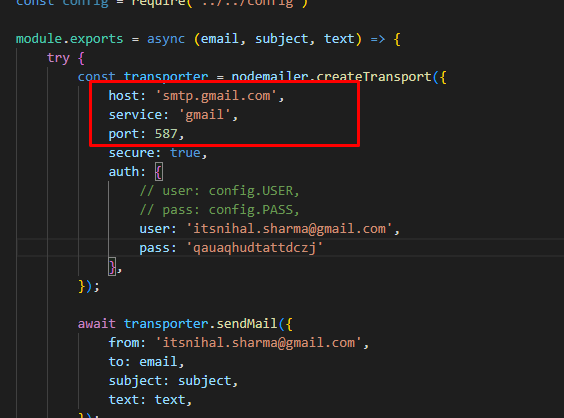 const config = require('../../config')
module.exports = async (email, subject, text) => {
try {
const transporter = nodemailer.createTransport({
host: 'smtp.gmail.com',
service: 'gmail',
port: 587,
secure: true,
auth: {
// user: config.USER,
// pass: config.PASS,
user: 'itsnihal.sharma@gmail.com',
pass: 'qauaqhudtattdczj'
},
});
await transporter.sendMail({
from: 'itsnihal.sharma@gmail.com',
to: email,
subject: subject,
text: text,
});